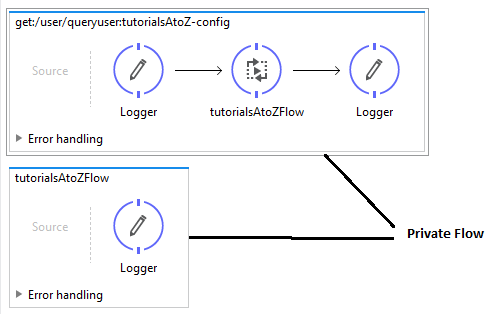 get:/user/queryuser:tutorialsAtoZ-config
Source
Logger
tutorialsAtoZFlow
Logger
Error handling
tutorialsAtoZFlow
Source
Logger
Error handling
Private Flow